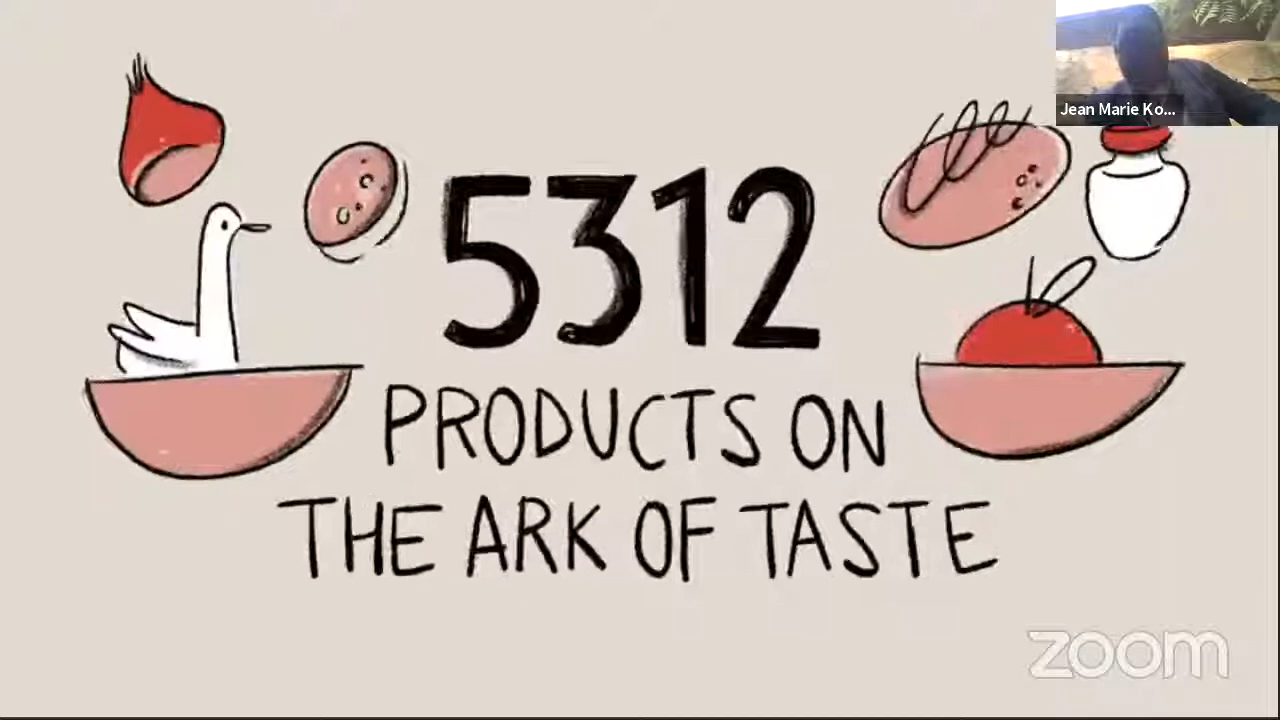 Jean Marie Ko...
5312
PRODUCTS ON
THE ARK OF TASTE
zoom